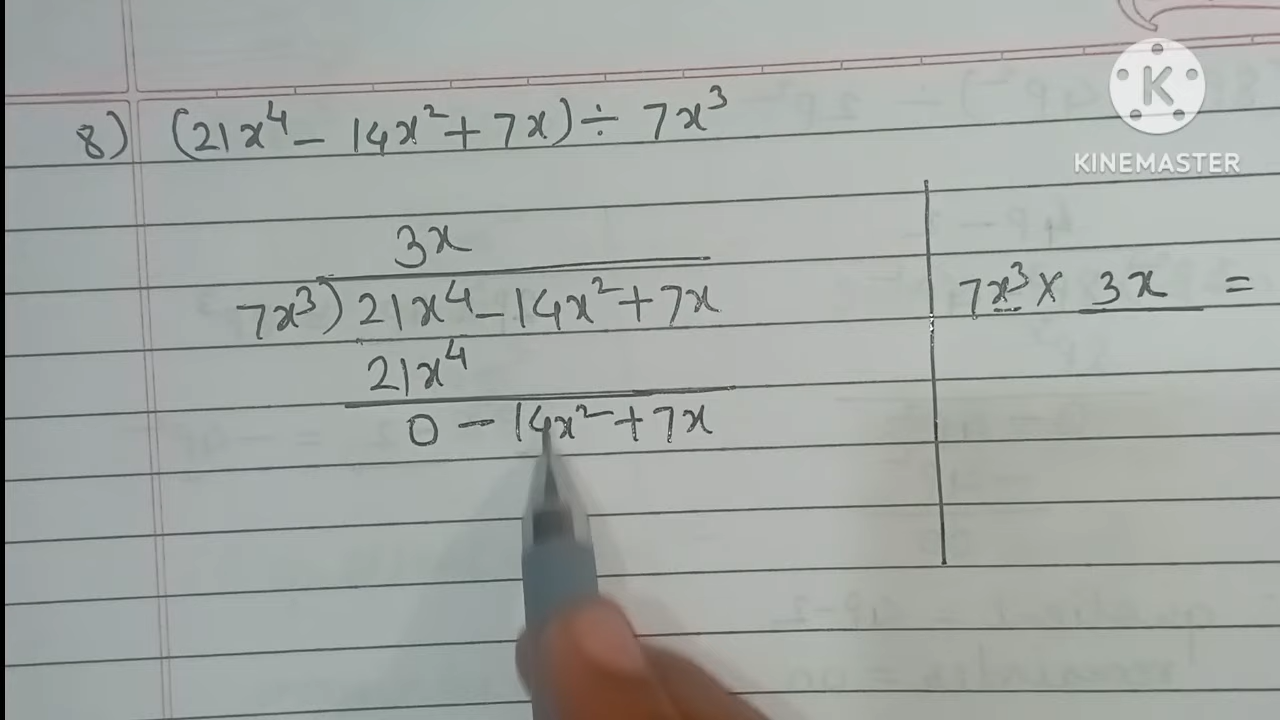 8) (21x⁴ - 14x² + 7x) ÷ 7x³
K
KINEMASTER
3x
7x³) 21x⁴ - 14x² + 7x
7x³ × 3x =
21x⁴
0 - 14x² + 7x